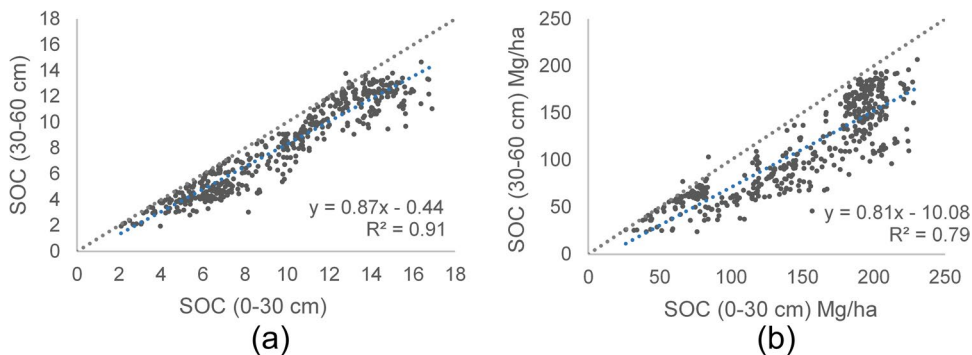 18
16
14
12
10
8
6
4
2
0
SOC (30-60 cm)
y = 0.87x - 0.44
R² = 0.91
0 2 4 6 8 10 12 14 16 18
SOC (0-30 cm)
(a)
250
200
150
100
50
0
SOC (30-60 cm) Mg/ha
y = 0.81x - 10.08
R² = 0.79
0 50 100 150 200 250
SOC (0-30 cm) Mg/ha
(b)